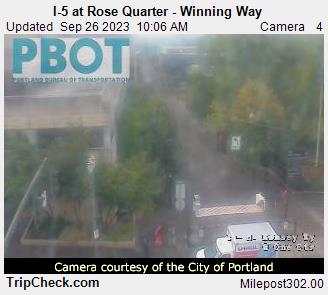 I-5 at Rose Quarter - Winning Way
Updated Sep 26 2023 10:06 AM Camera 4
PBOT
PORTLAND BUREAU OF TRANSPORTATION
Camera courtesy of the City of Portland
TripCheck.com Milepost302.00